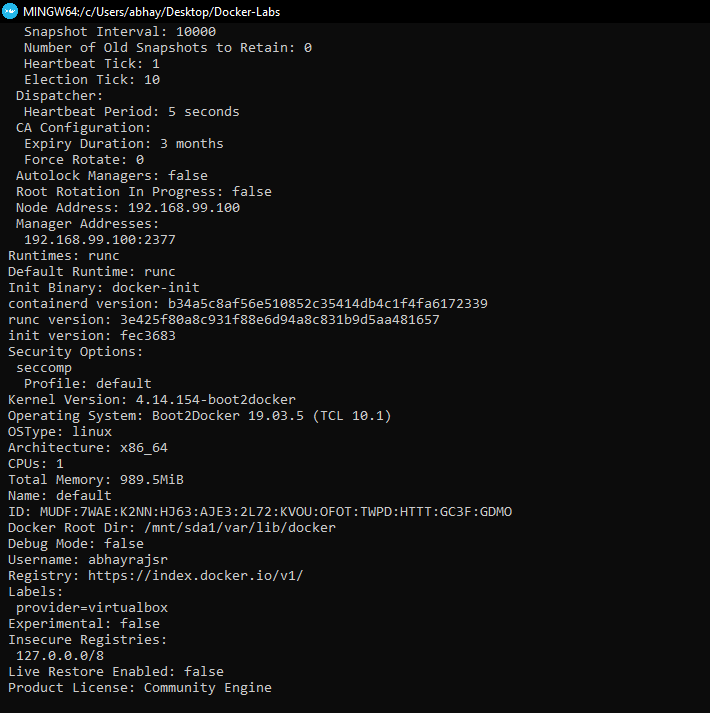 MINGW64:/c/Users/abhay/Desktop/Docker-Labs
Snapshot Interval: 10000
Number of Old Snapshots to Retain: 0
Heartbeat Tick: 1
Election Tick: 10
Dispatcher:
Heartbeat Period: 5 seconds
CA Configuration:
Expiry Duration: 3 months
Force Rotate: 0
Autolock Managers: false
Root Rotation In Progress: false
Node Address: 192.168.99.100
Manager Addresses:
192.168.99.100:2377
Runtimes: runc
Default Runtime: runc
Init Binary: docker-init
containerd version: b34a5c8af56e510852c35414db4c1f4fa6172339
runc version: 3e425f80a8c931f88e6d94a8c831b9d5aa481657
init version: fec3683
Security Options:
seccomp
Profile: default
Kernel Version: 4.14.154-boot2docker
Operating System: Boot2Docker 19.03.5 (TCL 10.1)
OSType: linux
Architecture: x86_64
CPUs: 1
Total Memory: 989.5MiB
Name: default
ID: MUDF:7WAE:K2NN:HJ63:AJE3:2L72:KVOU:OFOT:TWPD:HTTT:GC3F:GDMO
Docker Root Dir: /mnt/sda1/var/lib/docker
Debug Mode: false
Username: abhayrajsr
Registry: https://index.docker.io/v1/
Labels:
provider=virtualbox
Experimental: false
Insecure Registries:
127.0.0.0/8
Live Restore Enabled: false
Product License: Community Engine